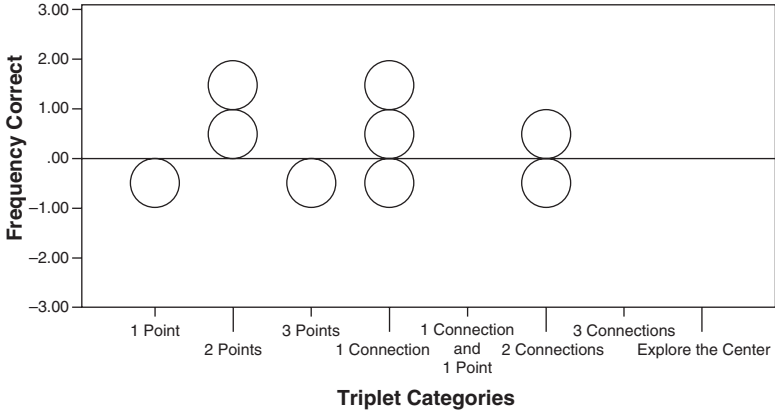 Frequency Correct
3.00
2.00
1.00
.00
–1.00
–2.00
–3.00
1 Point
2 Points
3 Points
1 Connection
1 Connection
and
1 Point
2 Connections
3 Connections
Explore the Center
Triplet Categories